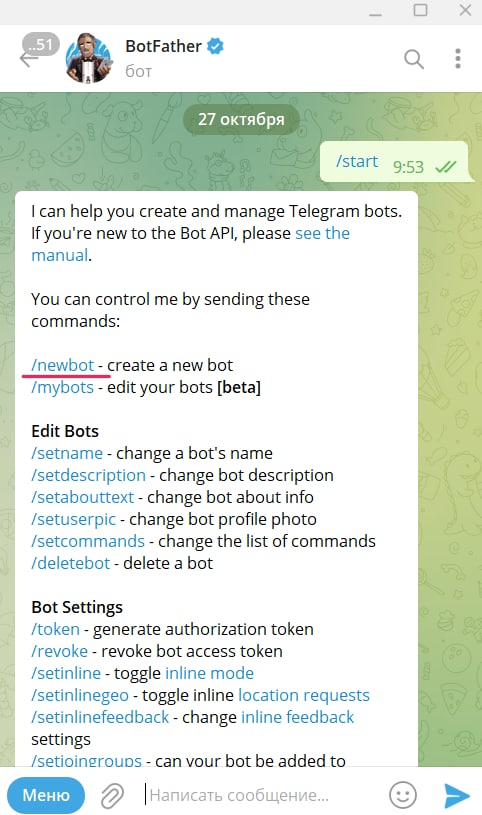 ..51
BotFather
бот
27 октября
/start
9:53
I can help you create and manage Telegram bots.
If you're new to the Bot API, please see the
manual.
You can control me by sending these
commands:
/newbot - create a new bot
/mybots - edit your bots [beta]
Edit Bots
/setname - change a bot's name
/setdescription - change bot description
/setabouttext - change bot about info
/setuserpic - change bot profile photo
/setcommands - change the list of commands
/deletebot - delete a bot
Bot Settings
/token - generate authorization token
/revoke - revoke bot access token
/setinline - toggle inline mode
/setinlinegeo - toggle inline location requests
/setinlinefeedback - change inline feedback
settings
/setjoingroups - can your bot be added to
Меню
Написать сообщение...